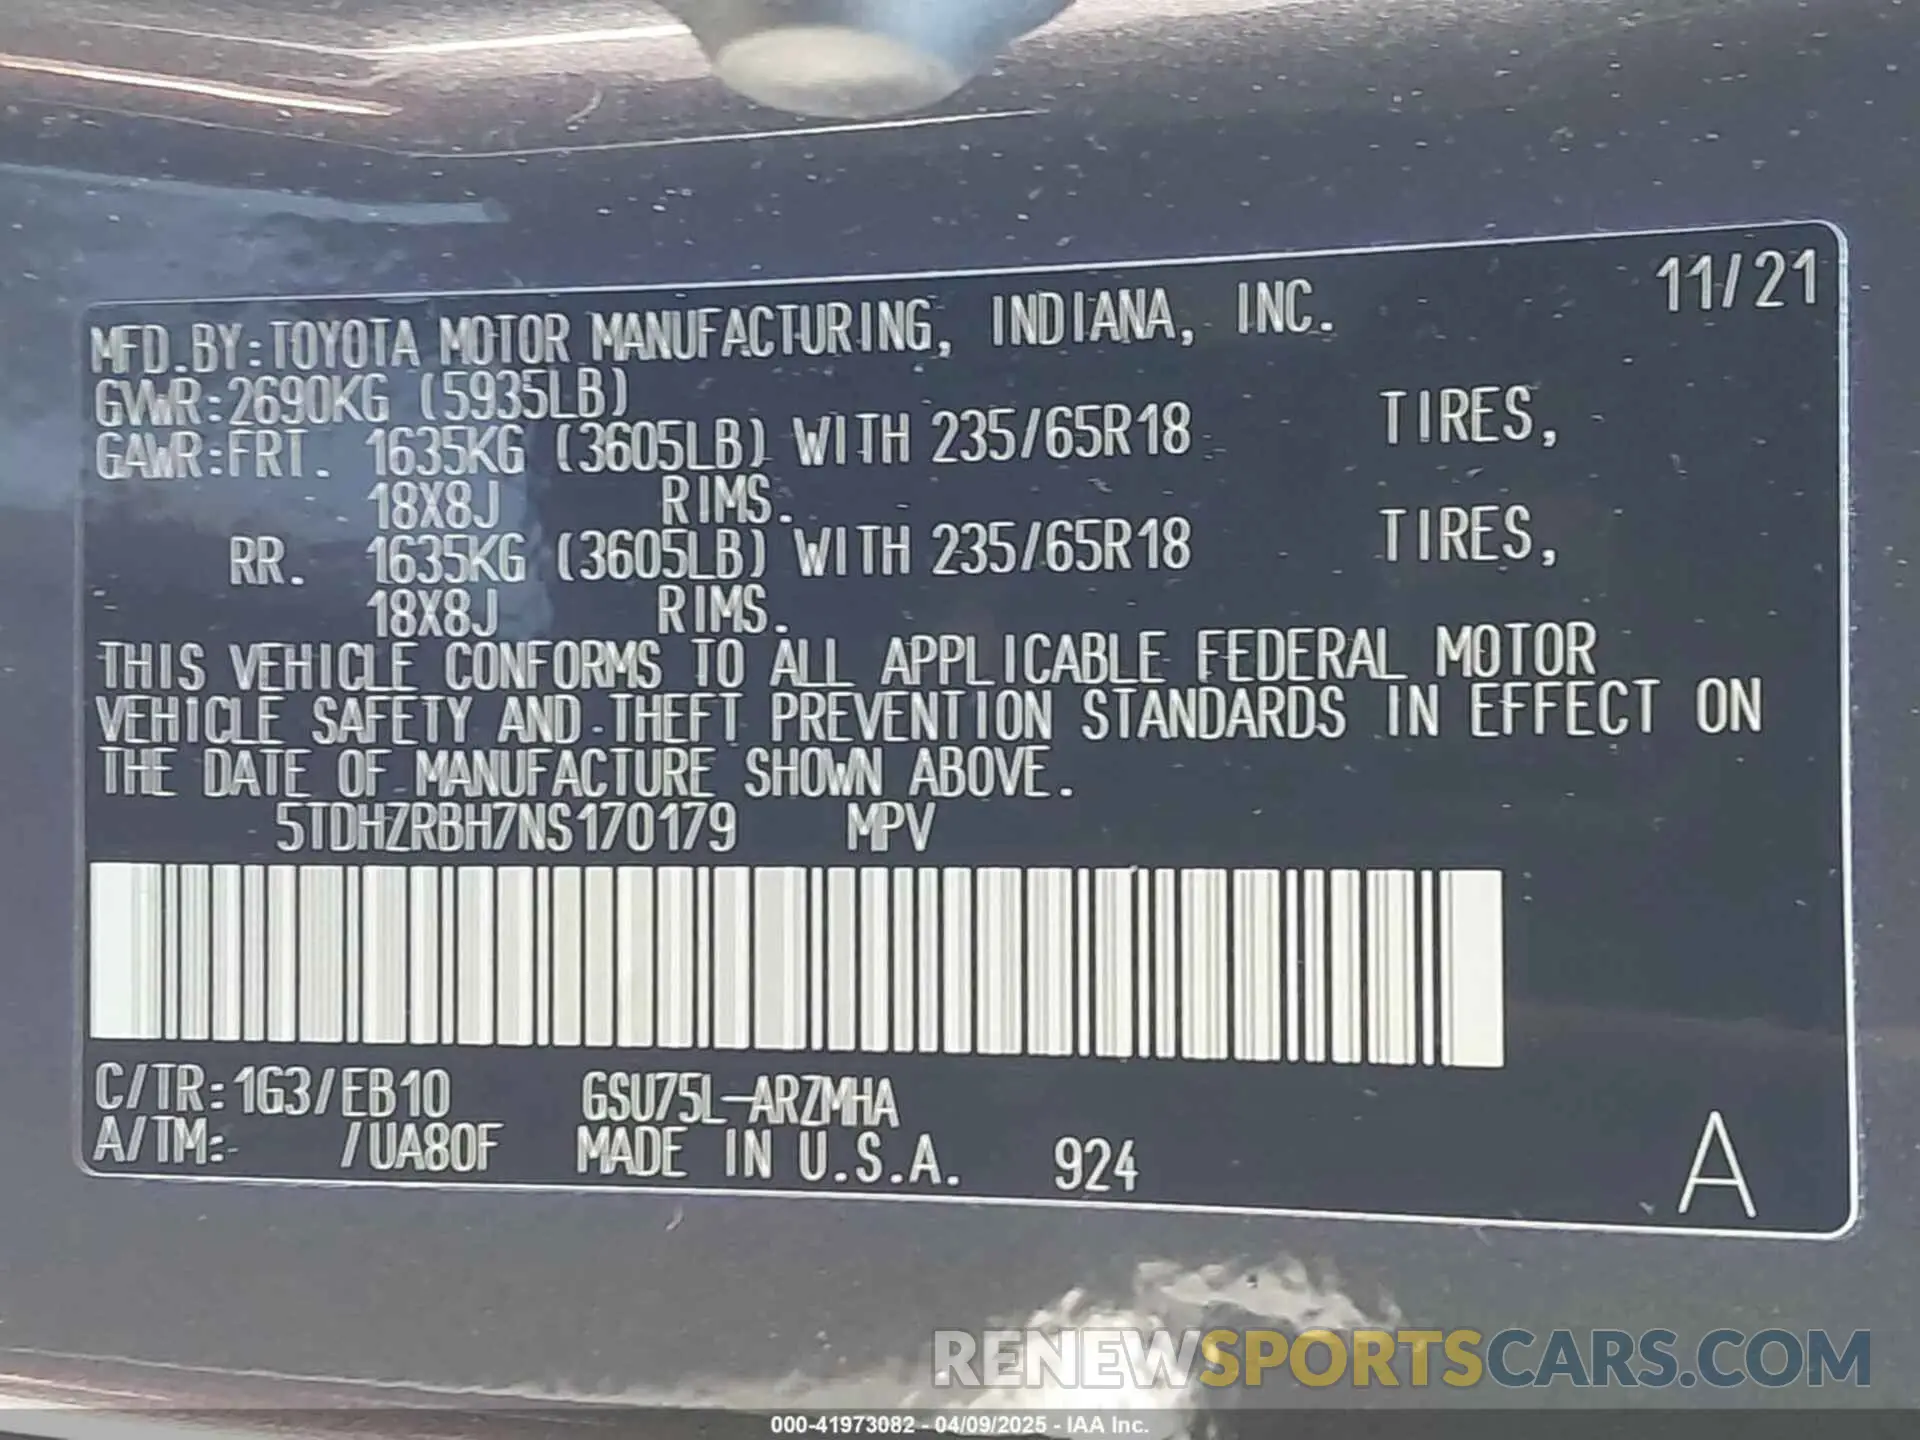 11/21
MFD.BY:TOYOTA MOTOR MANUFACTURING, INDIANA, INC.
GVWR:2690KG (5935LB)
GAWR:FRT. 1635KG (3605LB) WITH 235/65R18 TIRES,
18X8J RIMS.
RR. 1635KG (3605LB) WITH 235/65R18 TIRES,
18X8J RIMS.
THIS VEHICLE CONFORMS TO ALL APPLICABLE FEDERAL MOTOR
VEHICLE SAFETY AND THEFT PREVENTION STANDARDS IN EFFECT ON
THE DATE OF MANUFACTURE SHOWN ABOVE.
5TDHZRBH7NS170179 MPV
C/TR:1G3/EB10 GSU75L-ARZMHA
A/TM:- /UA80F MADE IN U.S.A. 924
A
RENEWSPORTSCARS.COM
000-41973082 - 04/09/2025 - IAA Inc.